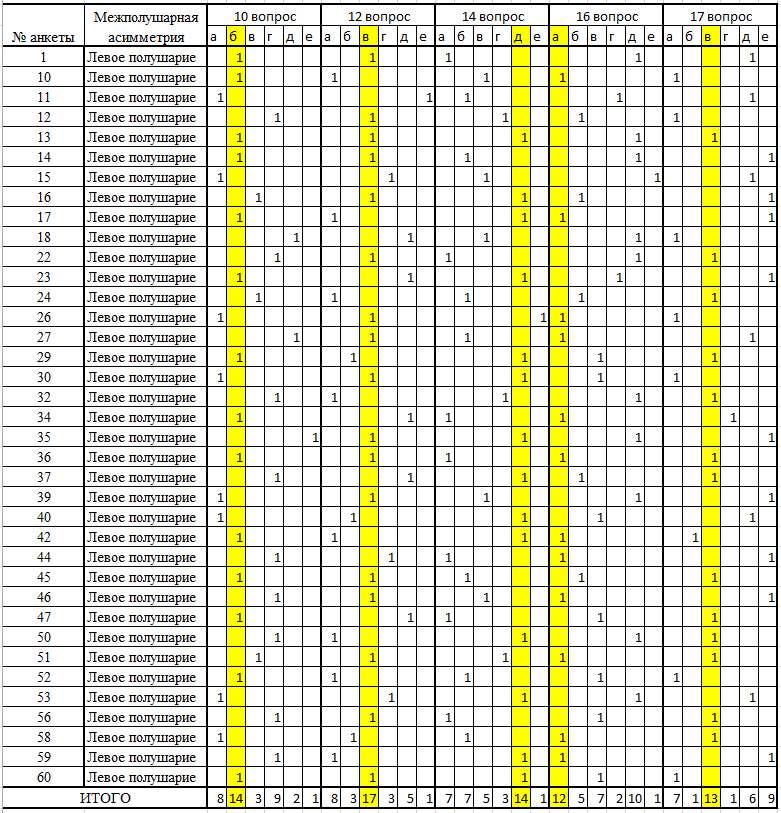 № анкеты Межполушарная асимметрия 10 вопрос 12 вопрос 14 вопрос 16 вопрос 17 вопрос
а б в г д е а б в г д е а б в г д е а б в г д е а б в г д е
1 Левое полушарие 1 1 1 1 1
10 Левое полушарие 1 1 1 1 1
11 Левое полушарие 1 1 1 1 1
12 Левое полушарие 1 1 1 1 1
13 Левое полушарие 1 1 1 1 1
14 Левое полушарие 1 1 1 1 1
15 Левое полушарие 1 1 1 1 1
16 Левое полушарие 1 1 1 1 1
17 Левое полушарие 1 1 1 1 1
18 Левое полушарие 1 1 1 1 1
22 Левое полушарие 1 1 1 1 1
23 Левое полушарие 1 1 1 1 1
24 Левое полушарие 1 1 1 1 1
26 Левое полушарие 1 1 1 1 1
27 Левое полушарие 1 1 1 1 1
29 Левое полушарие 1 1 1 1 1
30 Левое полушарие 1 1 1 1 1
32 Левое полушарие 1 1 1 1 1
34 Левое полушарие 1 1 1 1 1
35 Левое полушарие 1 1 1 1 1
36 Левое полушарие 1 1 1 1 1
37 Левое полушарие 1 1 1 1 1
39 Левое полушарие 1 1 1 1 1
40 Левое полушарие 1 1 1 1 1
42 Левое полушарие 1 1 1 1 1
44 Левое полушарие 1 1 1 1 1
45 Левое полушарие 1 1 1 1 1
46 Левое полушарие 1 1 1 1 1
47 Левое полушарие 1 1 1 1 1
50 Левое полушарие 1 1 1 1 1
51 Левое полушарие 1 1 1 1 1
52 Левое полушарие 1 1 1 1 1
53 Левое полушарие 1 1 1 1 1
56 Левое полушарие 1 1 1 1 1
58 Левое полушарие 1 1 1 1 1
59 Левое полушарие 1 1 1 1 1
60 Левое полушарие 1 1 1 1 1
ИТОГО 8 14 3 9 2 1 8 3 17 3 5 1 7 7 5 3 14 1 12 5 7 2 10 1 7 1 13 1 6 9